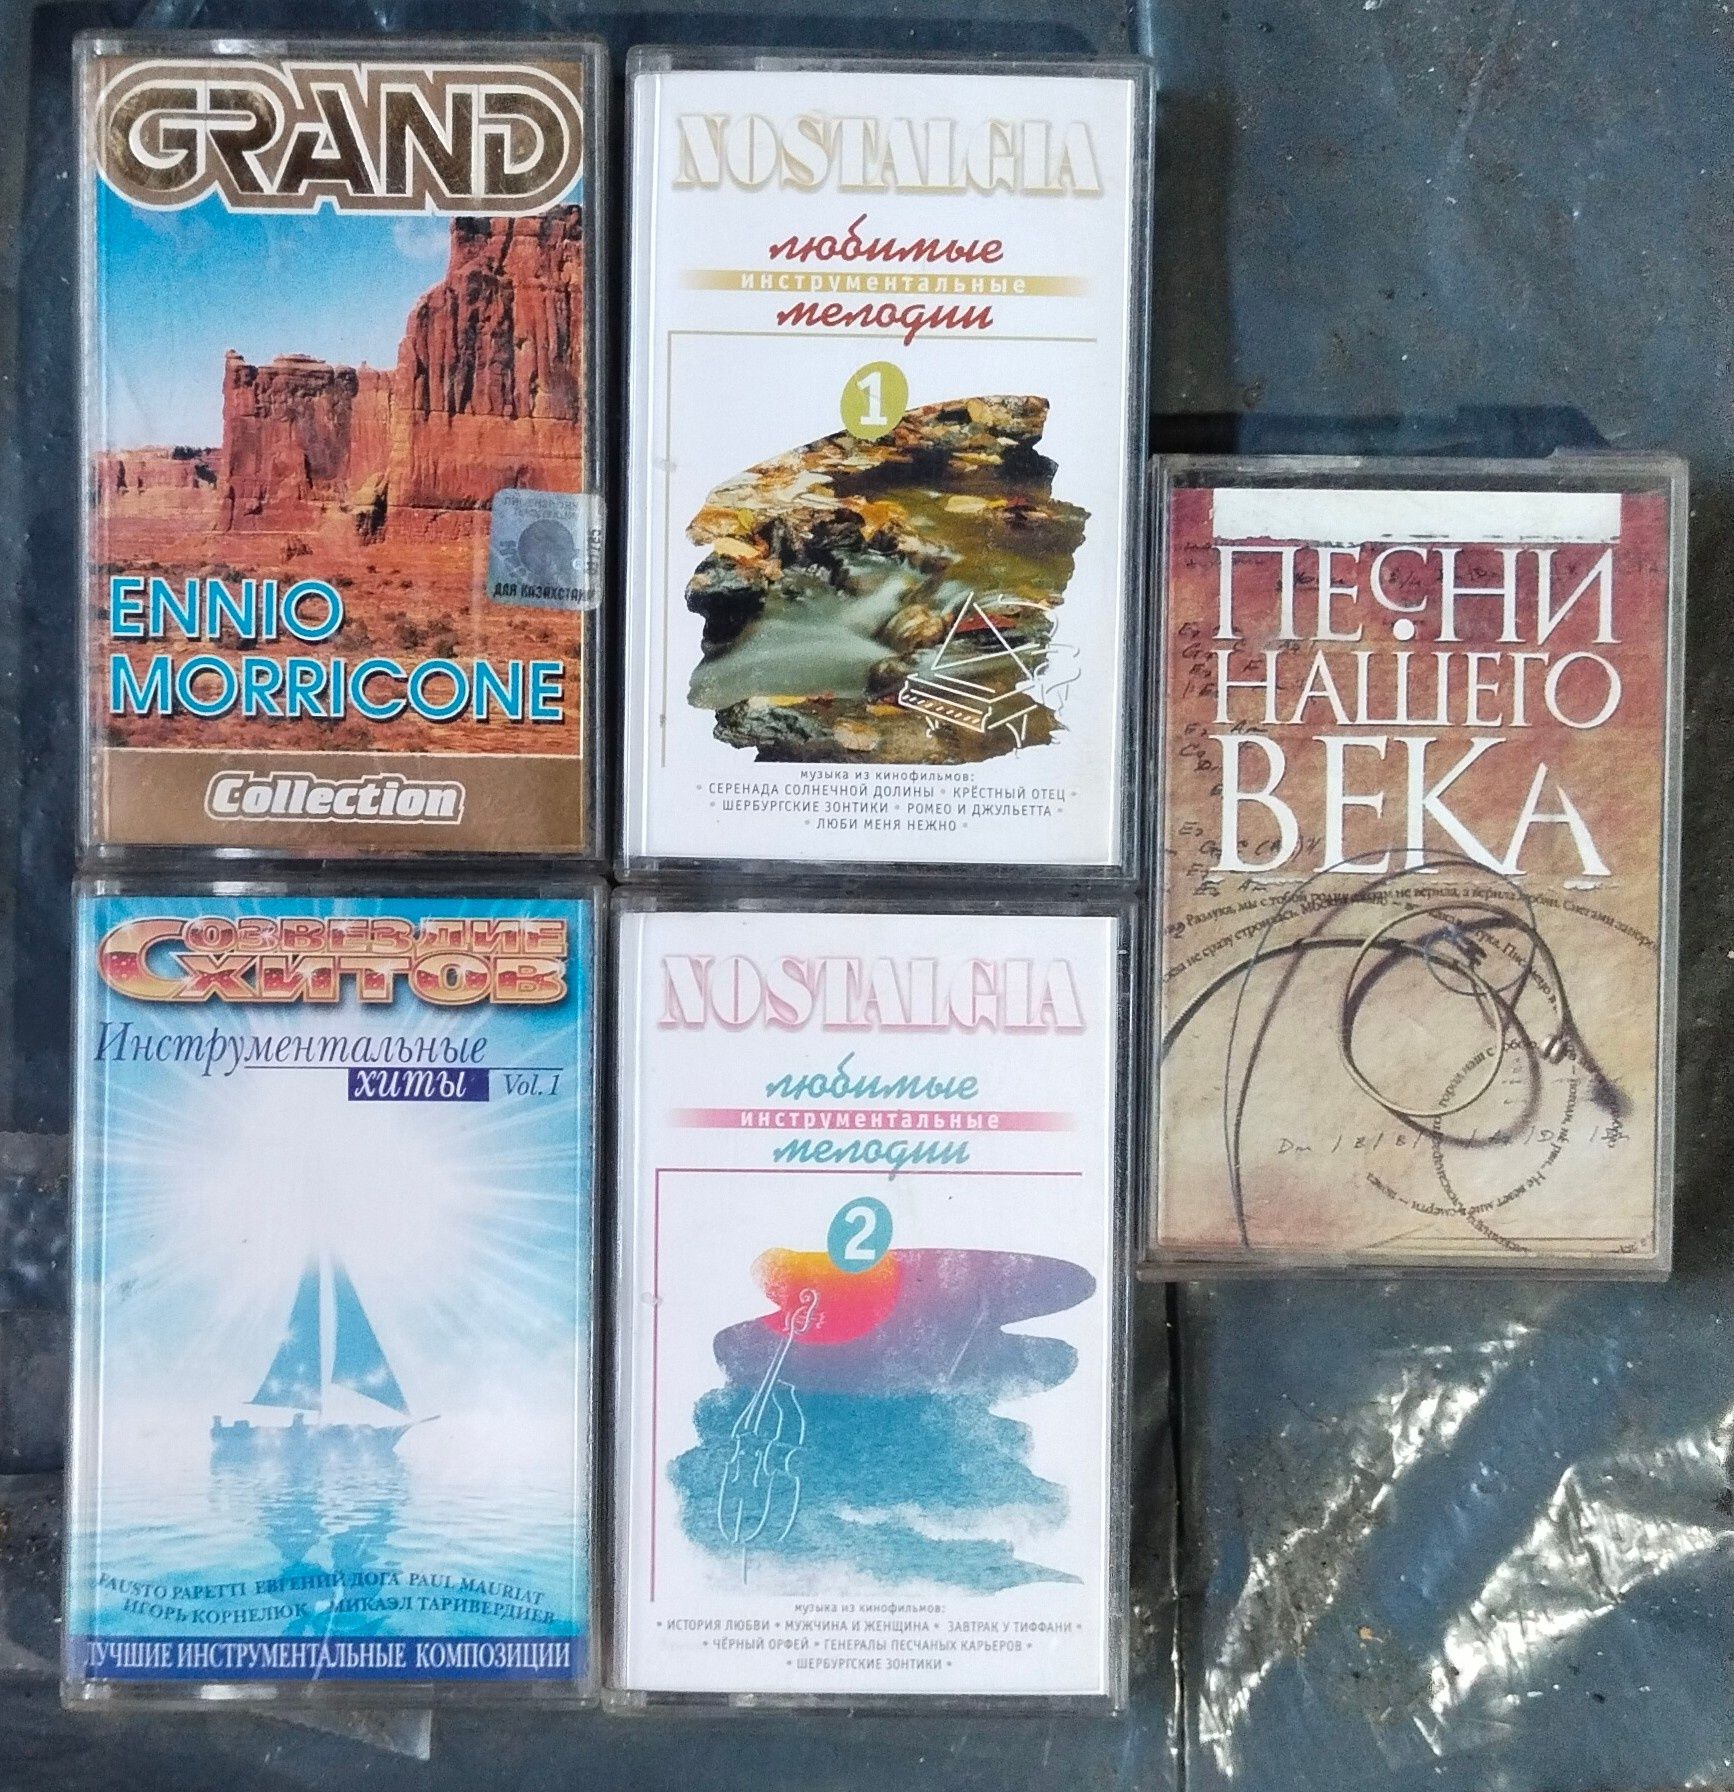 GRAND
ДЛЯ КАЗАХСТАНА
ENNIO
MORRICONE
Collection
NOSTALGIA
любимые
инструментальные
мелодии
1
музыка из кинофильмов:
• СЕРЕНАДА СОЛНЕЧНОЙ ДОЛИНЫ • КРЁСТНЫЙ ОТЕЦ •
• ШЕРБУРГСКИЕ ЗОНТИКИ • РОМЕО И ДЖУЛЬЕТТА •
• ЛЮБИ МЕНЯ НЕЖНО •
ПЕСНИ
НАШЕГО
ВЕКА
СОЗВЕЗДИЕ
ХИТОВ
Инструментальные
хиты Vol.1
FAUSTO PAPETTI ЕВГЕНИЙ ДОГА PAUL MAURIAT
ИГОРЬ КОРНЕЛЮК МИКАЭЛ ТАРИВЕРДИЕВ
ЛУЧШИЕ ИНСТРУМЕНТАЛЬНЫЕ КОМПОЗИЦИИ
NOSTALGIA
любимые
инструментальные
мелодии
2
музыка из кинофильмов:
• ИСТОРИЯ ЛЮБВИ • МУЖЧИНА И ЖЕНЩИНА • ЗАВТРАК У ТИФФАНИ •
• ЧЁРНЫЙ ОРФЕЙ • ГЕНЕРАЛЫ ПЕСЧАНЫХ КАРЬЕРОВ •
• ШЕРБУРГСКИЕ ЗОНТИКИ •